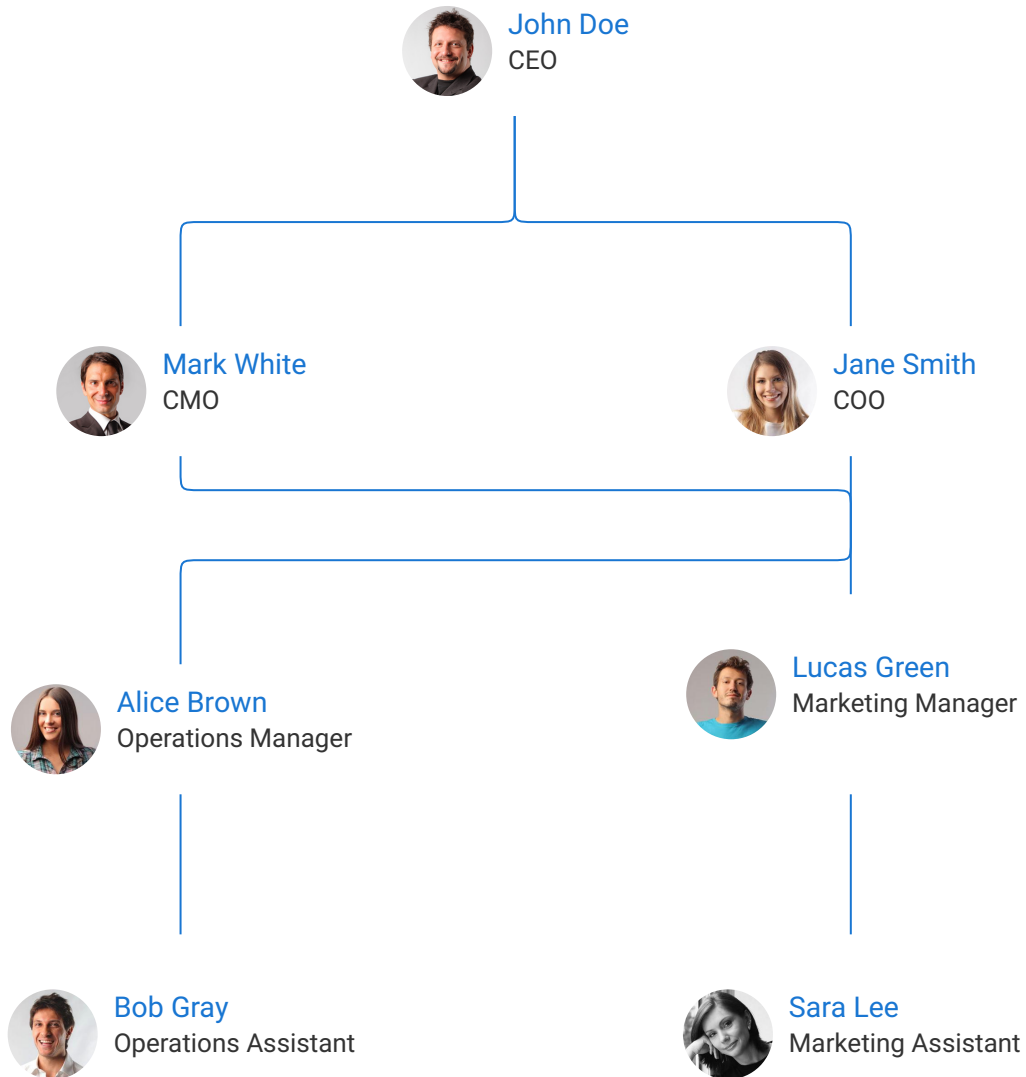 John Doe
CEO
Mark White
CMO
Jane Smith
COO
Alice Brown
Operations Manager
Lucas Green
Marketing Manager
Bob Gray
Operations Assistant
Sara Lee
Marketing Assistant